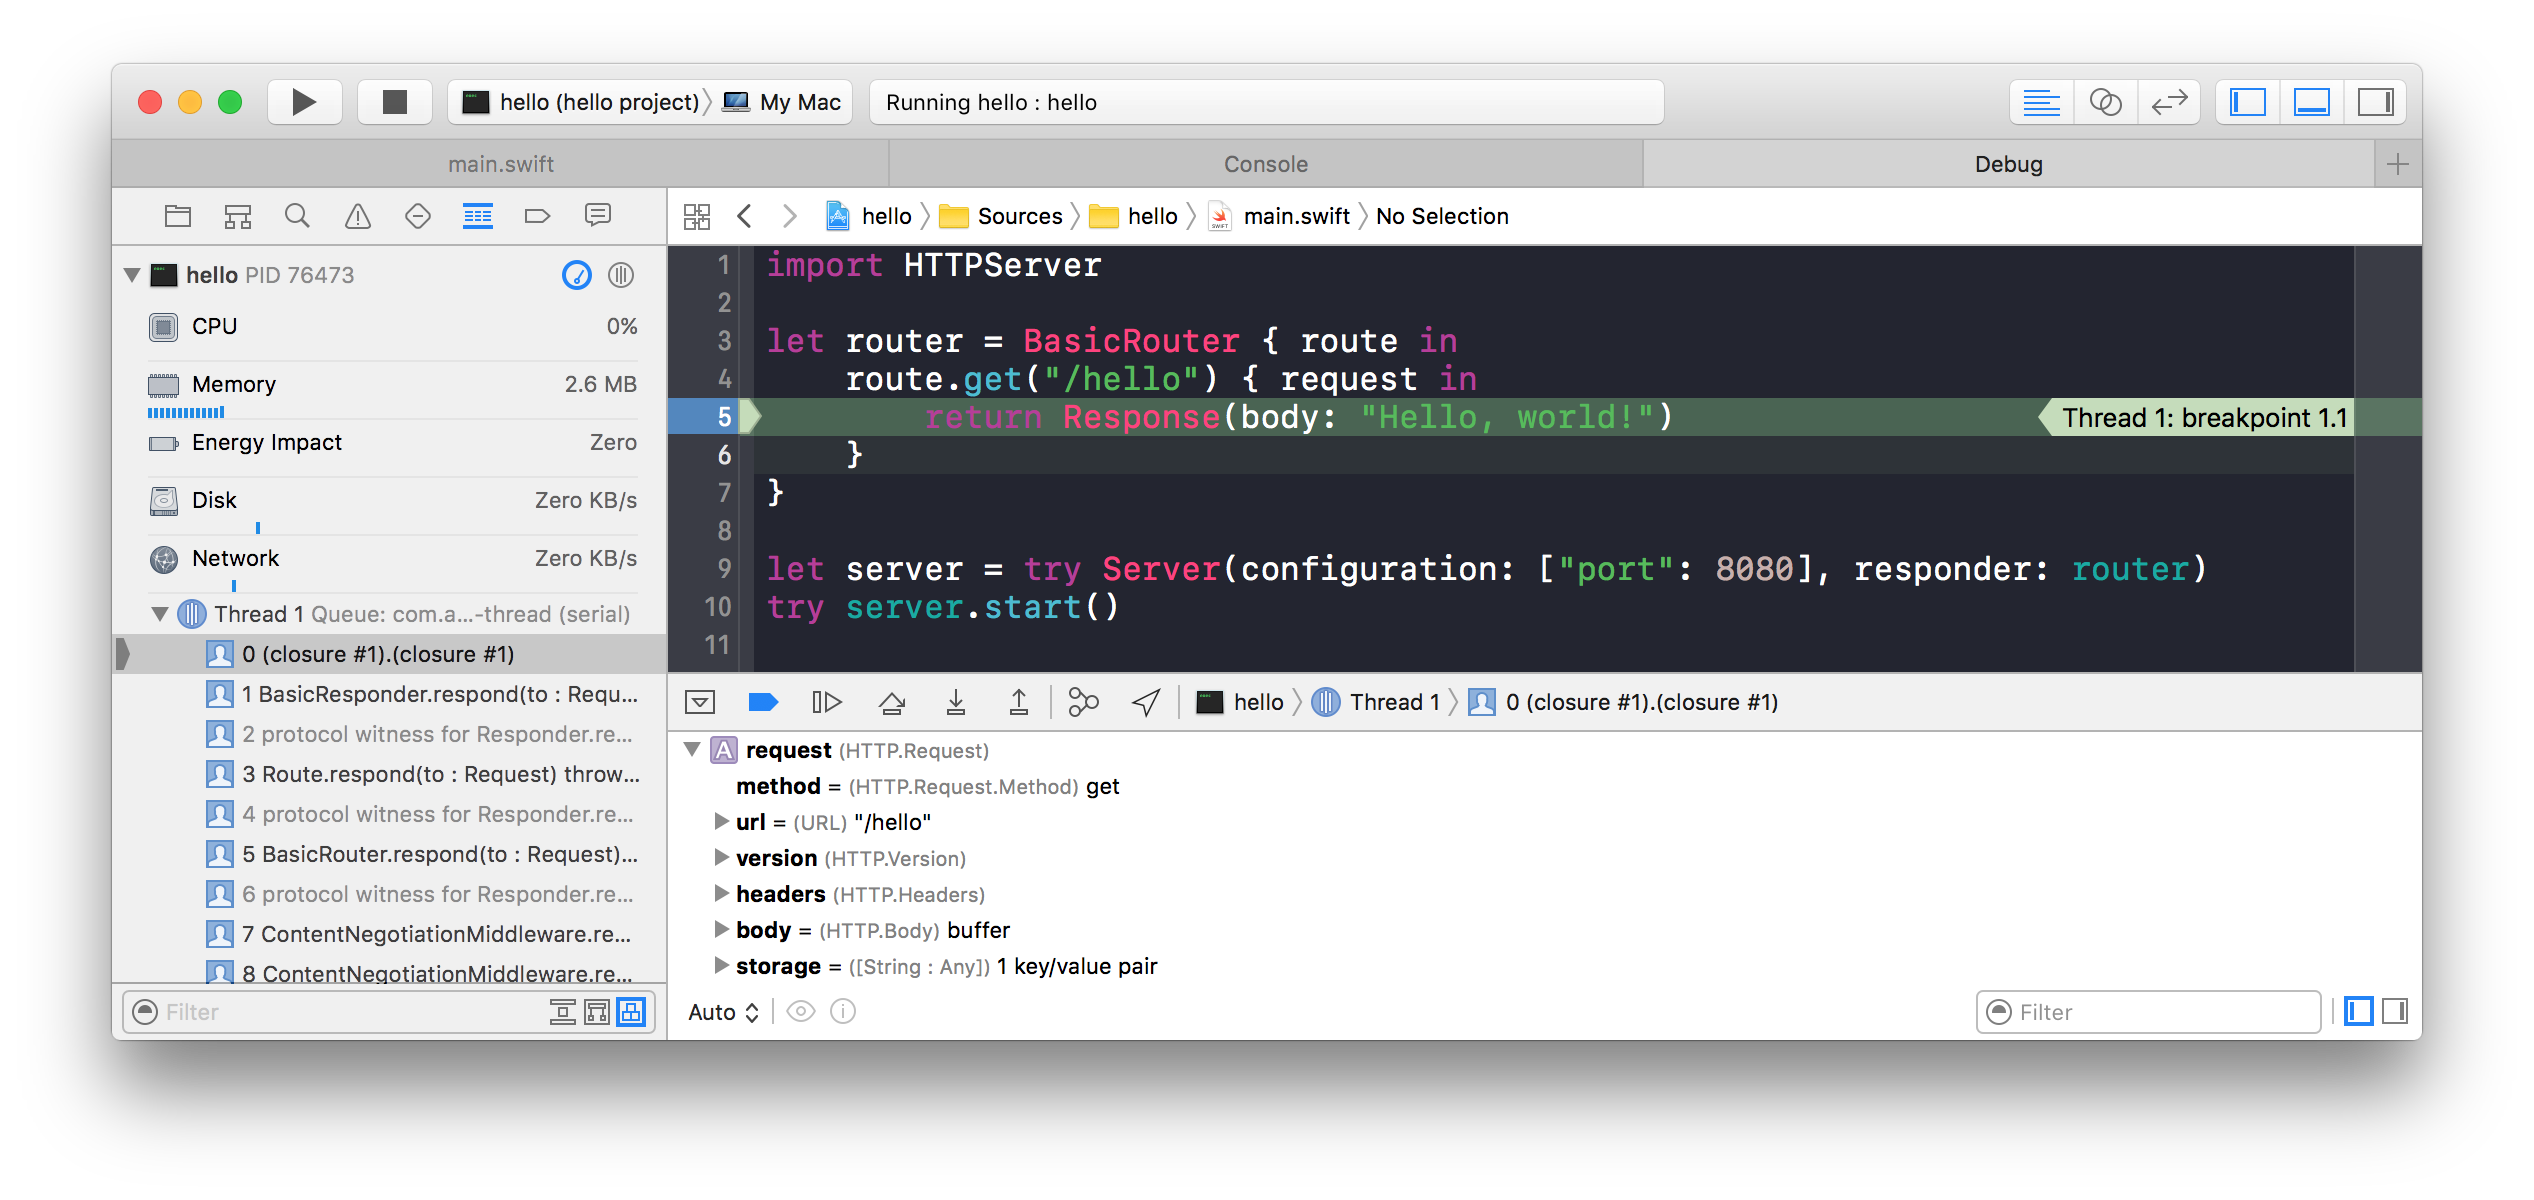 hello (hello project) My Mac
Running hello : hello
main.swift
Console
Debug
hello PID 76473
CPU 0%
Memory 2.6 MB
Energy Impact Zero
Disk Zero KB/s
Network Zero KB/s
Thread 1 Queue: com.a...-thread (serial)
0 (closure #1).(closure #1)
1 BasicResponder.respond(to : Requ...
2 protocol witness for Responder.re...
3 Route.respond(to : Request) throw...
4 protocol witness for Responder.re...
5 BasicRouter.respond(to : Request)...
6 protocol witness for Responder.re...
7 ContentNegotiationMiddleware.re...
8 ContentNegotiationMiddleware.re...
Filter
hello Sources hello main.swift No Selection
1 import HTTPServer
2
3 let router = BasicRouter { route in
4     route.get("/hello") { request in
5         return Response(body: "Hello, world!") Thread 1: breakpoint 1.1
6     }
7 }
8
9 let server = try Server(configuration: ["port": 8080], responder: router)
10 try server.start()
11
hello Thread 1 0 (closure #1).(closure #1)
A request (HTTP.Request)
method = (HTTP.Request.Method) get
url = (URL) "/hello"
version (HTTP.Version)
headers (HTTP.Headers)
body = (HTTP.Body) buffer
storage = ([String : Any]) 1 key/value pair
Auto
Filter